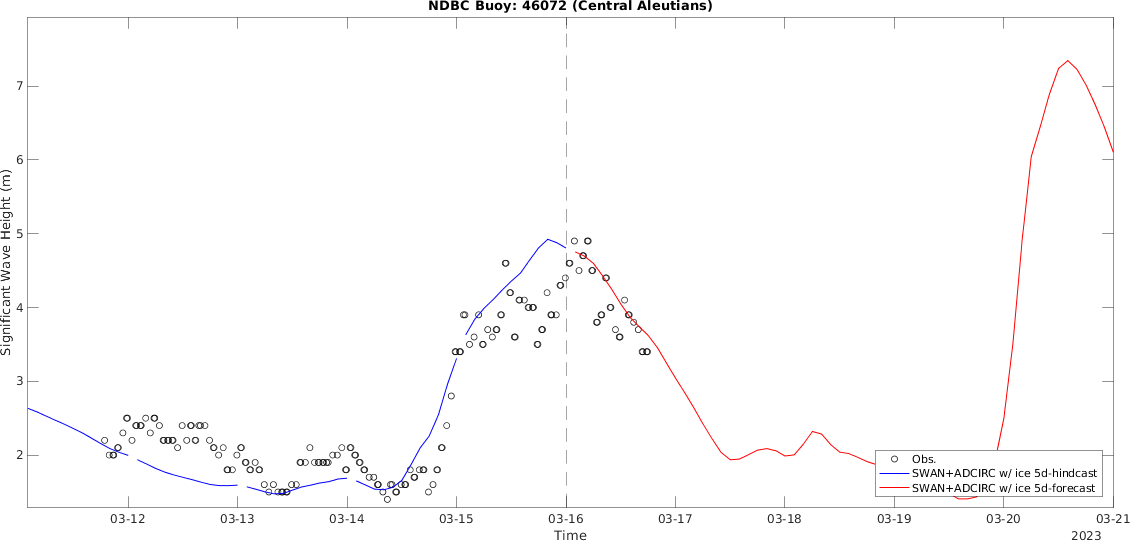 NDBC Buoy: 46072 (Central Aleutians)
Significant Wave Height (m)
7
6
5
4
3
2
Obs.
SWAN+ADCIRC w/ ice 5d-hindcast
SWAN+ADCIRC w/ ice 5d-forecast
03-12 03-13 03-14 03-15 03-16 03-17 03-18 03-19 03-20 03-21
Time
2023